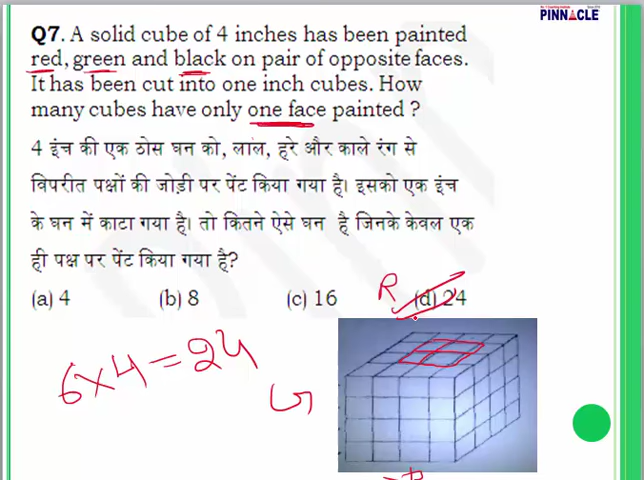 PINNACLE
Q7. A solid cube of 4 inches has been painted
red, green and black on pair of opposite faces.
It has been cut into one inch cubes. How
many cubes have only one face painted ?
4 इंच की एक ठोस घन को, लाल, हरे और काले रंग से
विपरीत पक्षों की जोड़ी पर पेंट किया गया है। इसको एक इंच
के घन में काटा गया है। तो कितने ऐसे घन है जिनके केवल एक
ही पक्ष पर पेंट किया गया है?
(a) 4 (b) 8 (c) 16 (d) 24
R
6×4=24
G